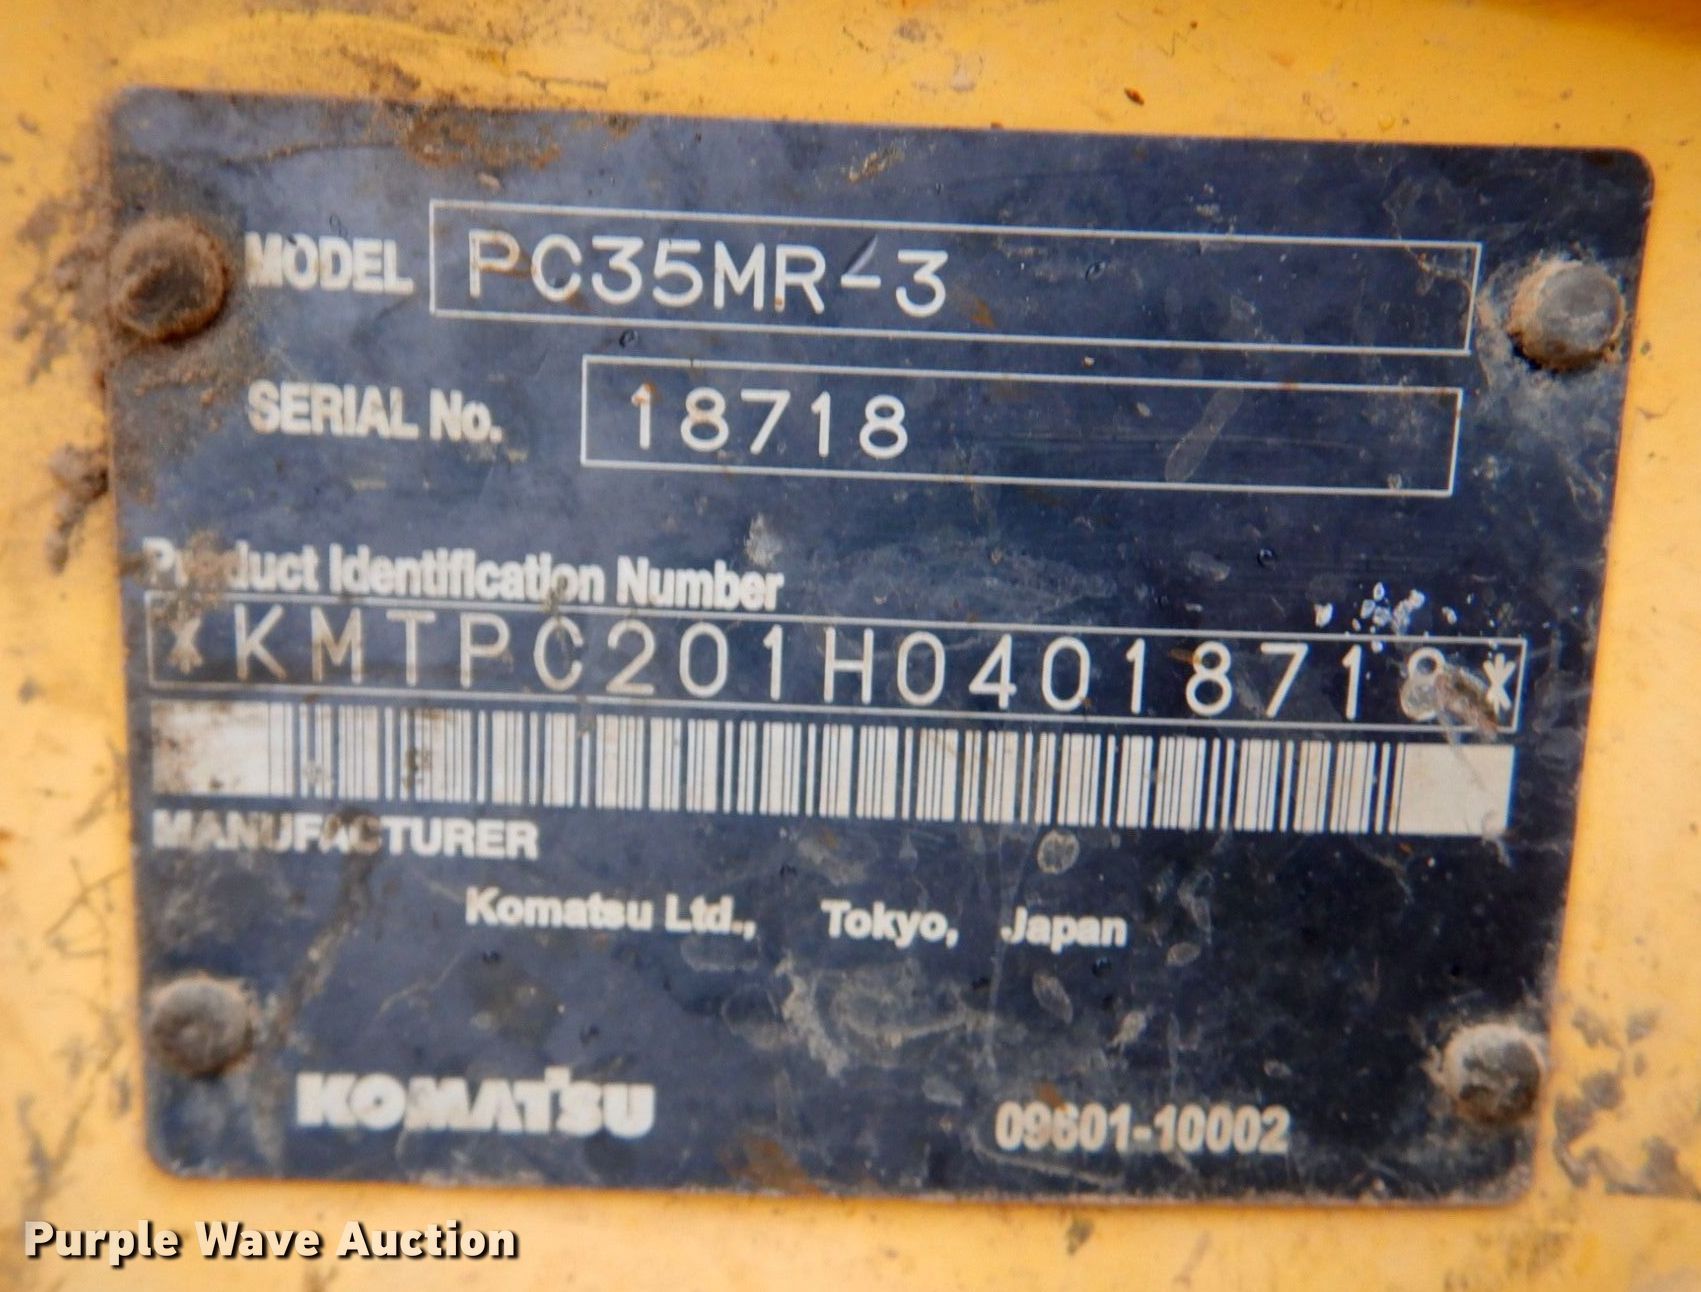 MODEL PC35MR-3
SERIAL No. 18718
Product Identification Number
*KMTPC201H04018718*
MANUFACTURER
Komatsu Ltd., Tokyo, Japan
KOMATSU 09601-10002
Purple Wave Auction